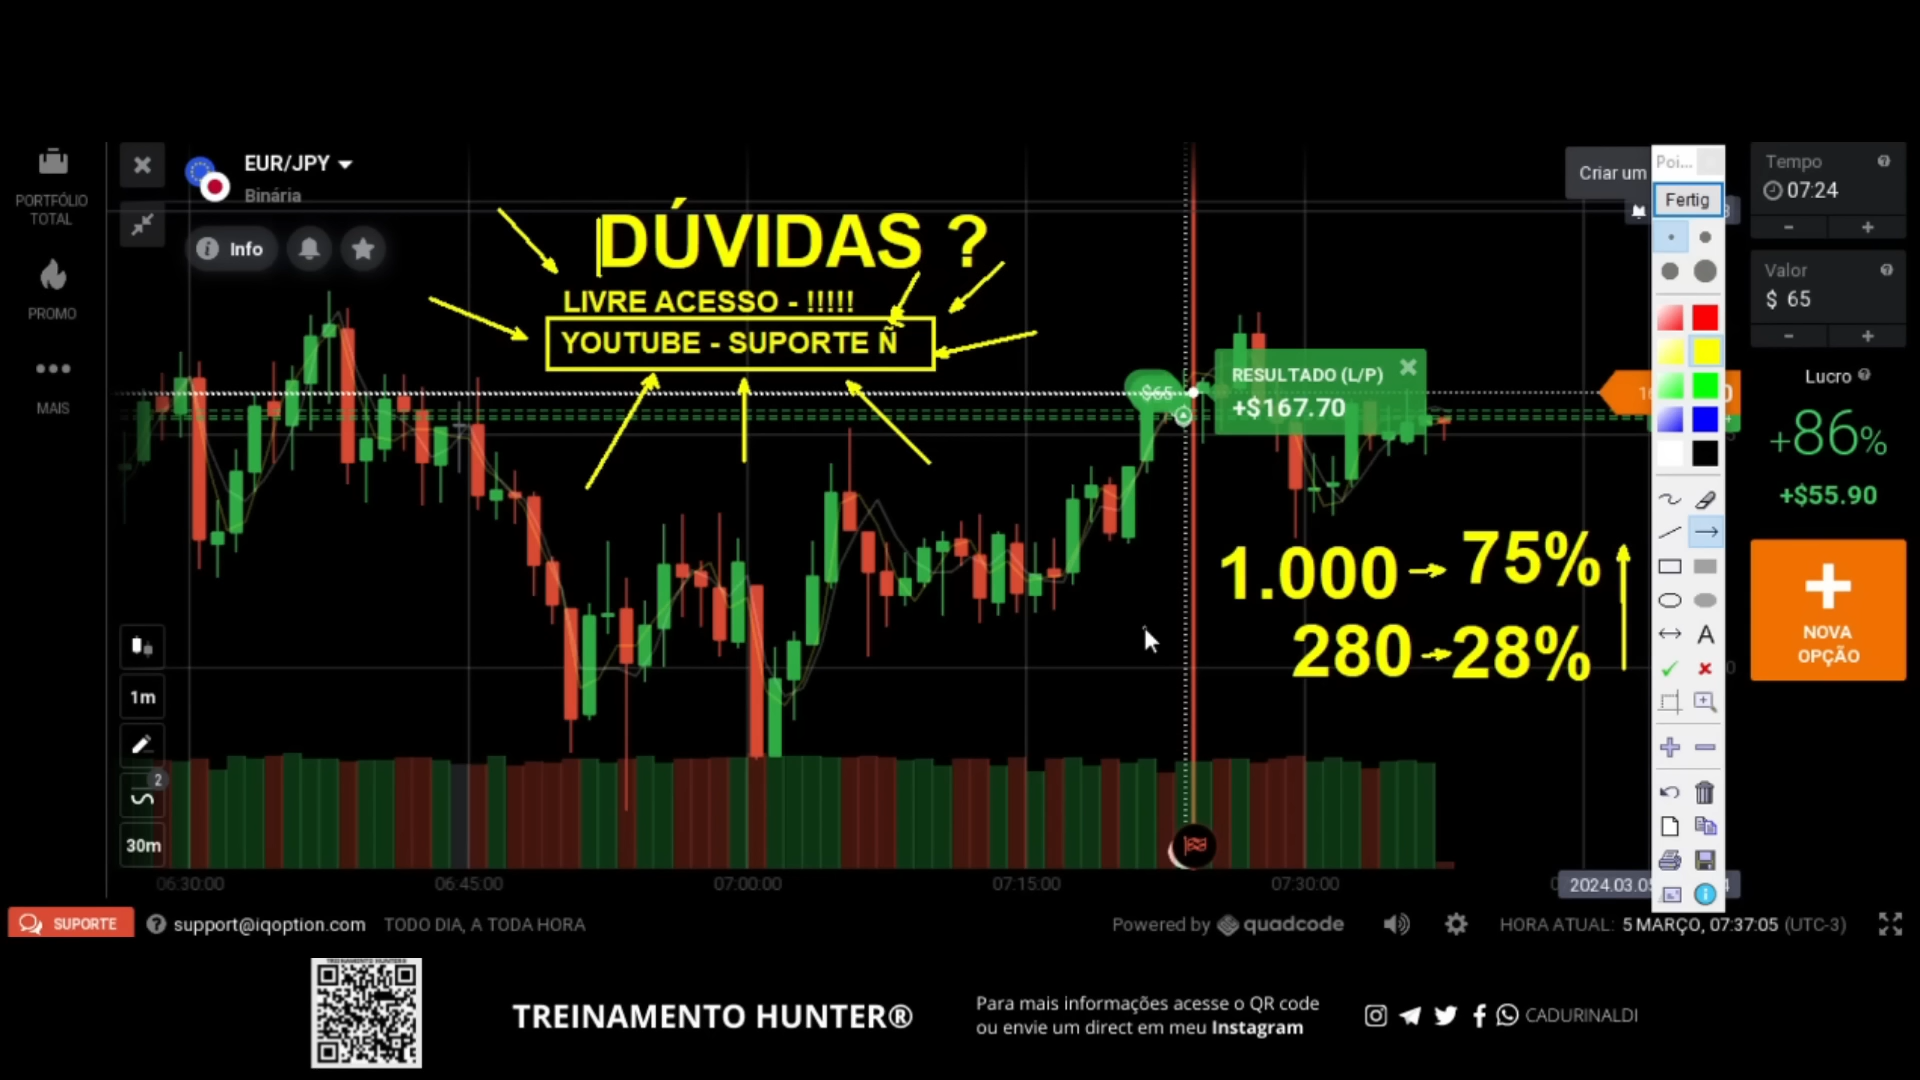 PORTFÓLIO
TOTAL
PROMO
MAIS
EUR/JPY
Binária
Info
DÚVIDAS ?
LIVRE ACESSO - !!!!!
YOUTUBE - SUPORTE Ñ
$65
RESULTADO (L/P)
+$167.70
1.000 → 75%
280 → 28%
1m
2
30m
06:30:00
06:45:00
07:00:00
07:15:00
07:30:00
Criar um
Poi...
Fertig
A
Tempo
07:24
- +
Valor
$ 65
- +
Lucro
+86%
+$55.90
NOVA
OPÇÃO
SUPORTE
support@iqoption.com
TODO DIA, A TODA HORA
Powered by quadcode
HORA ATUAL: 5 MARÇO, 07:37:05 (UTC-3)
TREINAMENTO HUNTER®
Para mais informações acesse o QR code
ou envie um direct em meu Instagram
CADURINALDI